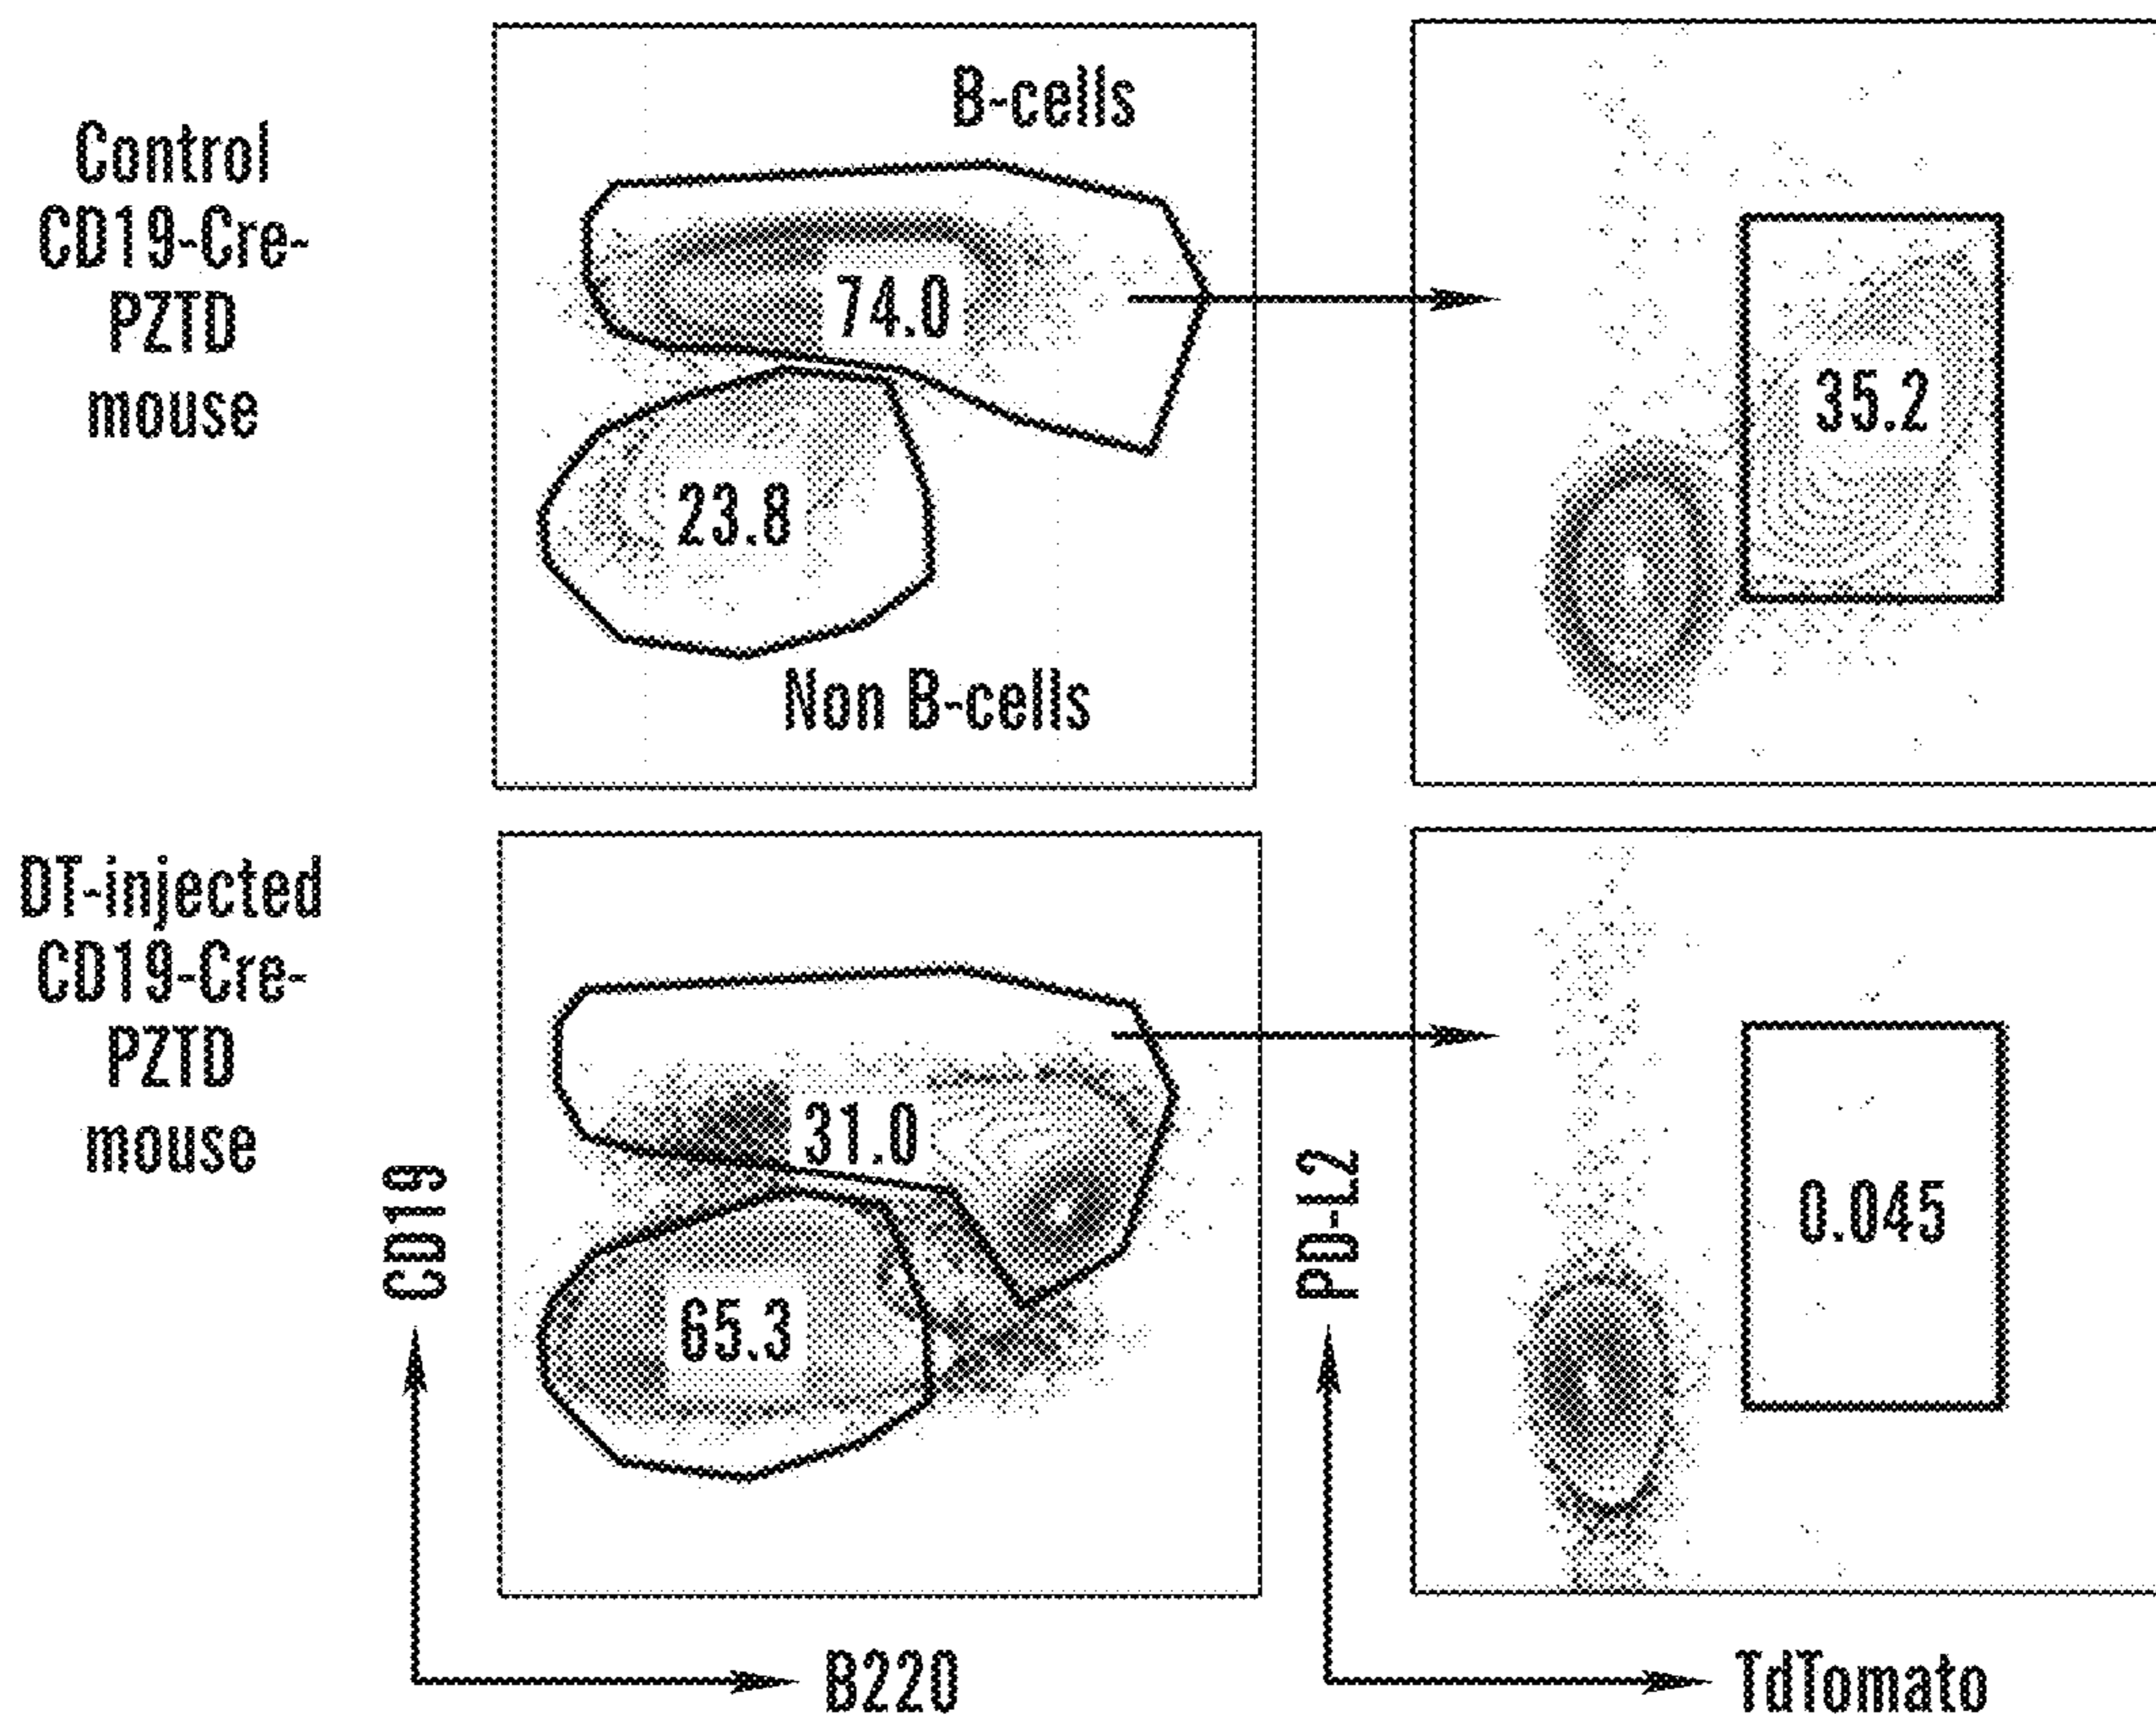 Control
CD19-Cre-
PZTD
mouse
B-cells
74.0
23.8
Non B-cells
35.2
DT-injected
CD19-Cre-
PZTD
mouse
CD19
31.0
65.3
B220
PD-L2
0.045
TdTomato